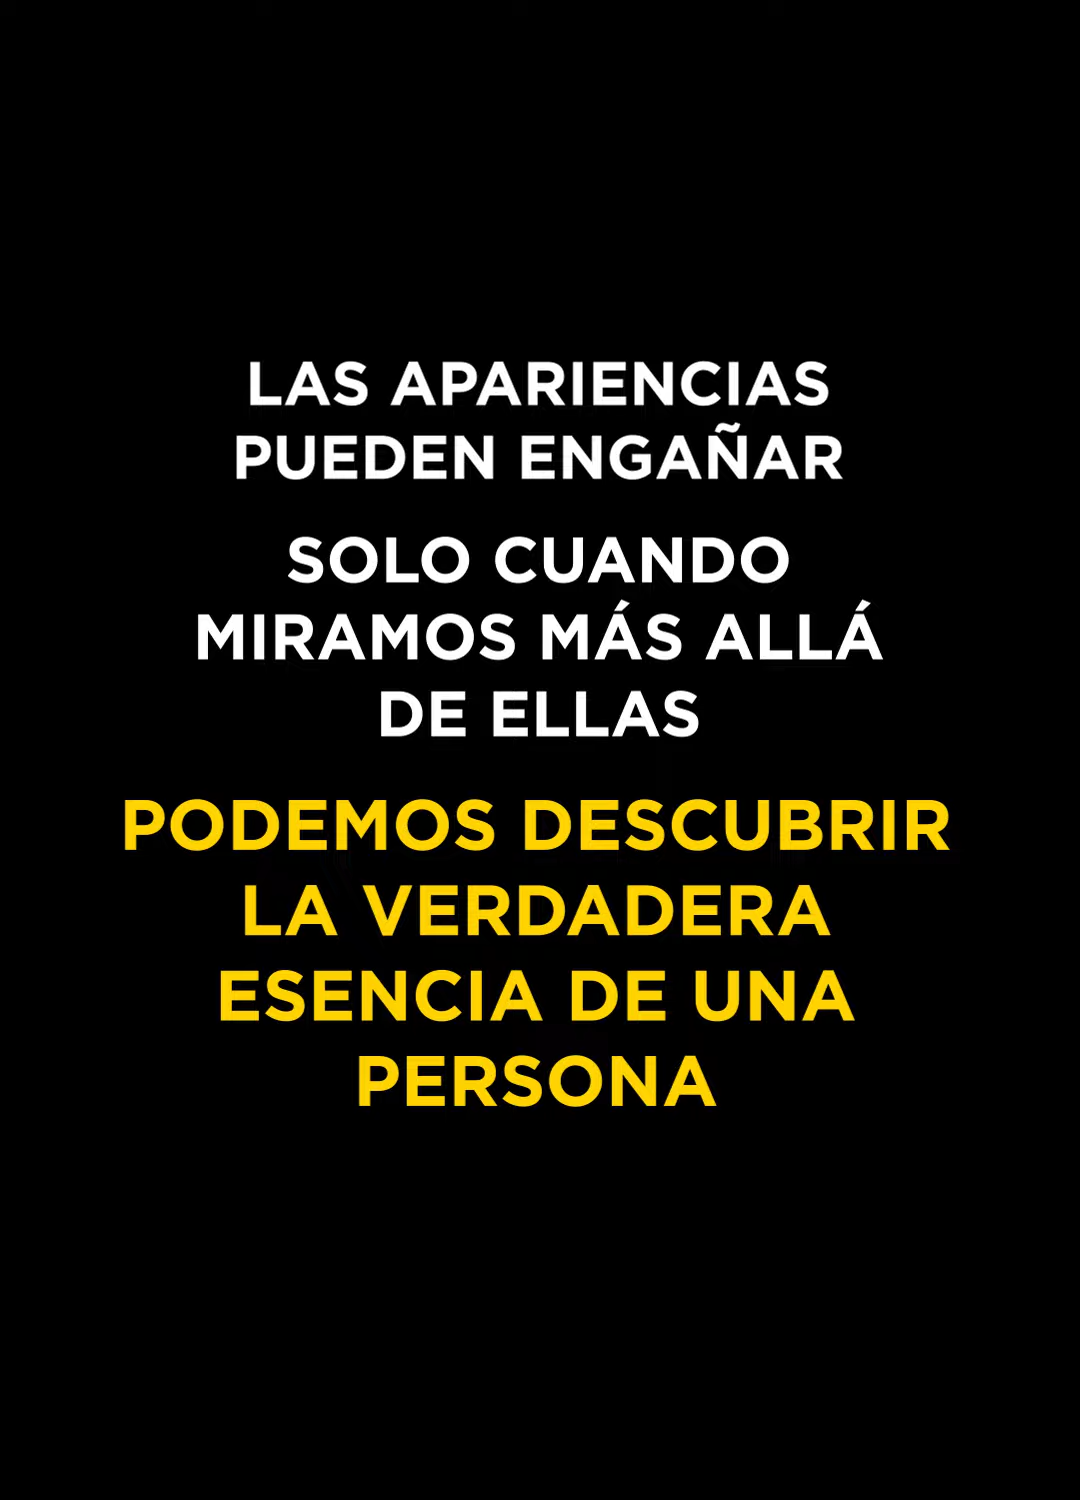 LAS APARIENCIAS
PUEDEN ENGAÑAR
SOLO CUANDO
MIRAMOS MÁS ALLÁ
DE ELLAS
PODEMOS DESCUBRIR
LA VERDADERA
ESENCIA DE UNA
PERSONA